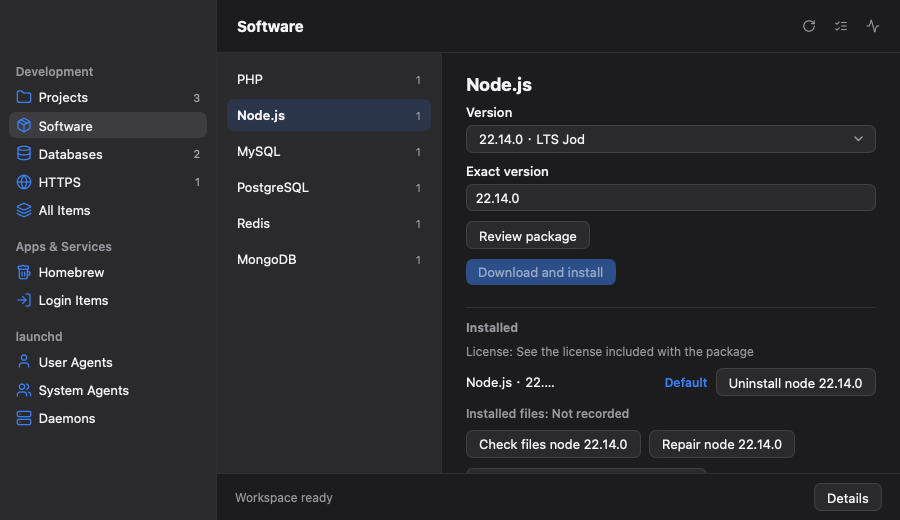 Software
Development
Projects 3
Software
Databases 2
HTTPS 1
All Items
Apps & Services
Homebrew
Login Items
launchd
User Agents
System Agents
Daemons
PHP 1
Node.js 1
MySQL 1
PostgreSQL 1
Redis 1
MongoDB 1
Node.js
Version
22.14.0 · LTS Jod
Exact version
22.14.0
Review package
Download and install
Installed
License: See the license included with the package
Node.js · 22.... Default Uninstall node 22.14.0
Installed files: Not recorded
Check files node 22.14.0 Repair node 22.14.0
Workspace ready Details